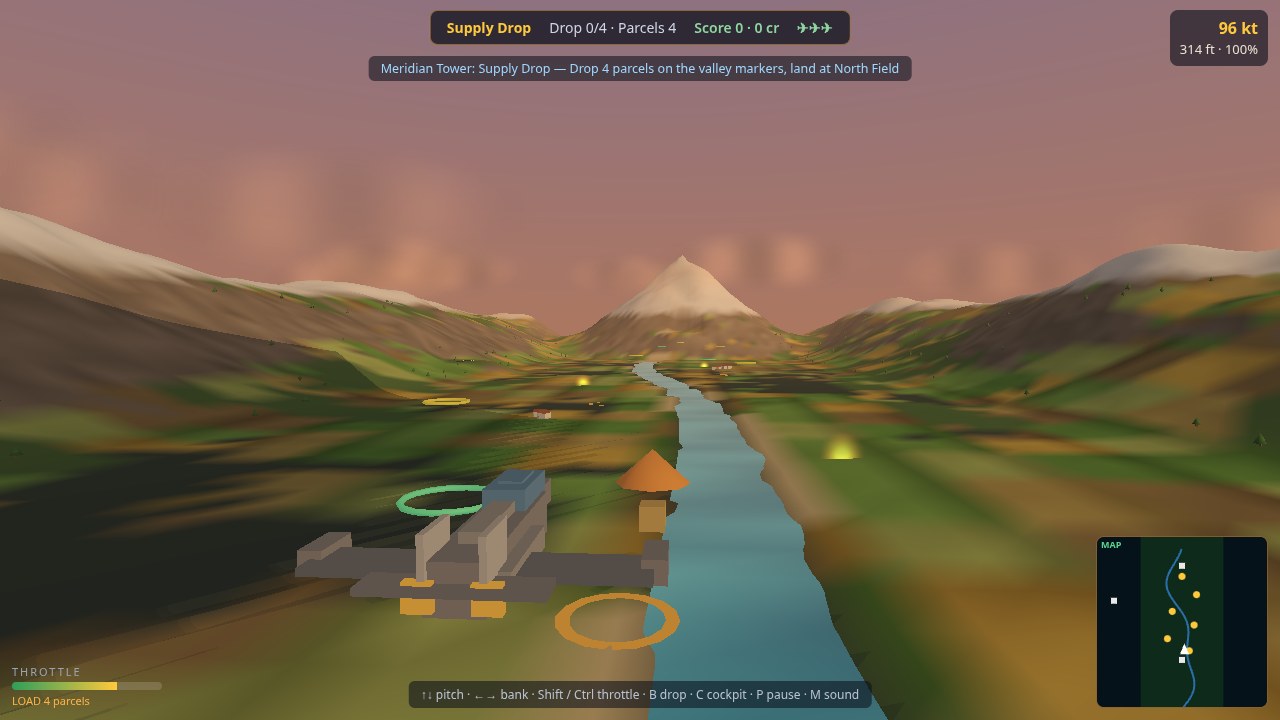 Supply Drop Drop 0/4 · Parcels 4 Score 0 · 0 cr ✈✈✈
96 kt
314 ft · 100%
Meridian Tower: Supply Drop — Drop 4 parcels on the valley markers, land at North Field
MAP
THROTTLE
LOAD 4 parcels
↑↓ pitch · ←→ bank · Shift / Ctrl throttle · B drop · C cockpit · P pause · M sound